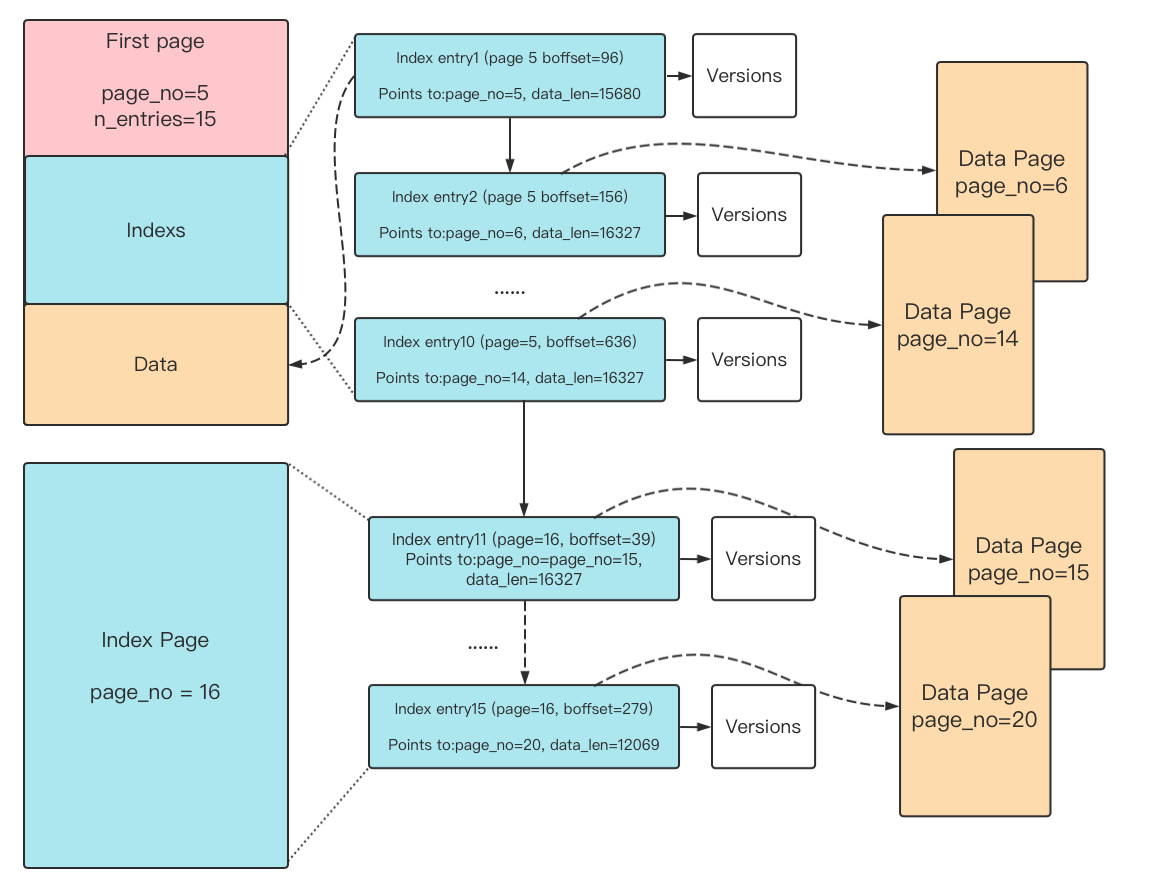 First page
page_no=5
n_entries=15
Indexs
Data
Index entry1 (page 5 boffset=96)
Points to:page_no=5, data_len=15680
Versions
Index entry2 (page 5 boffset=156)
Points to:page_no=6, data_len=16327
Versions
Data Page
page_no=6
......
Index entry10 (page=5, boffset=636)
Points to:page_no=14, data_len=16327
Versions
Data Page
page_no=14
Index Page
page_no = 16
Index entry11 (page=16, boffset=39)
Points to:page_no=page_no=15,
data_len=16327
Versions
Data Page
page_no=15
......
Index entry15 (page=16, boffset=279)
Points to:page_no=20, data_len=12069
Versions
Data Page
page_no=20